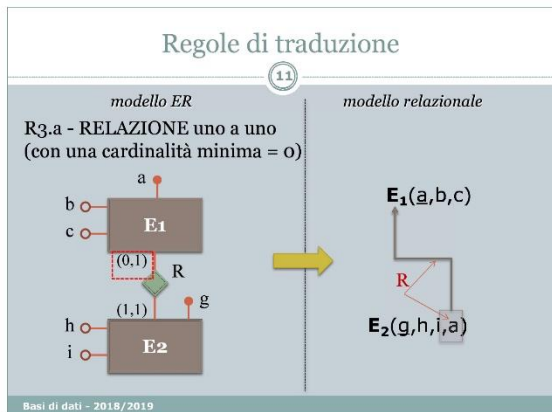 Regole di traduzione
11
modello ER
modello relazionale
R3.a - RELAZIONE uno a uno
(con una cardinalità minima = 0)
a
b
E1
c
(0,1)
R
(1,1)
g
h
E2
i
E1(a,b,c)
R
E2(g,h,i,a)
Basi di dati - 2018/2019